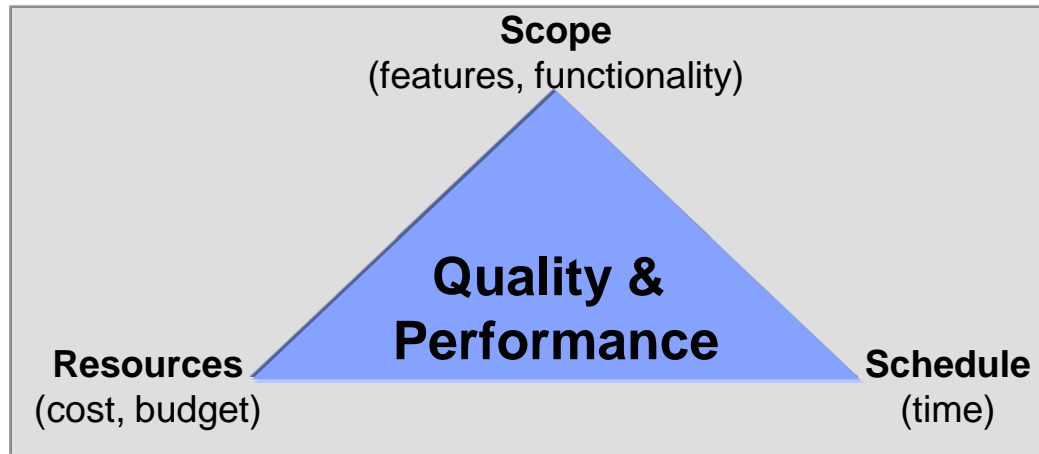 Scope
(features, functionality)
Quality &
Performance
Resources
(cost, budget)
Schedule
(time)